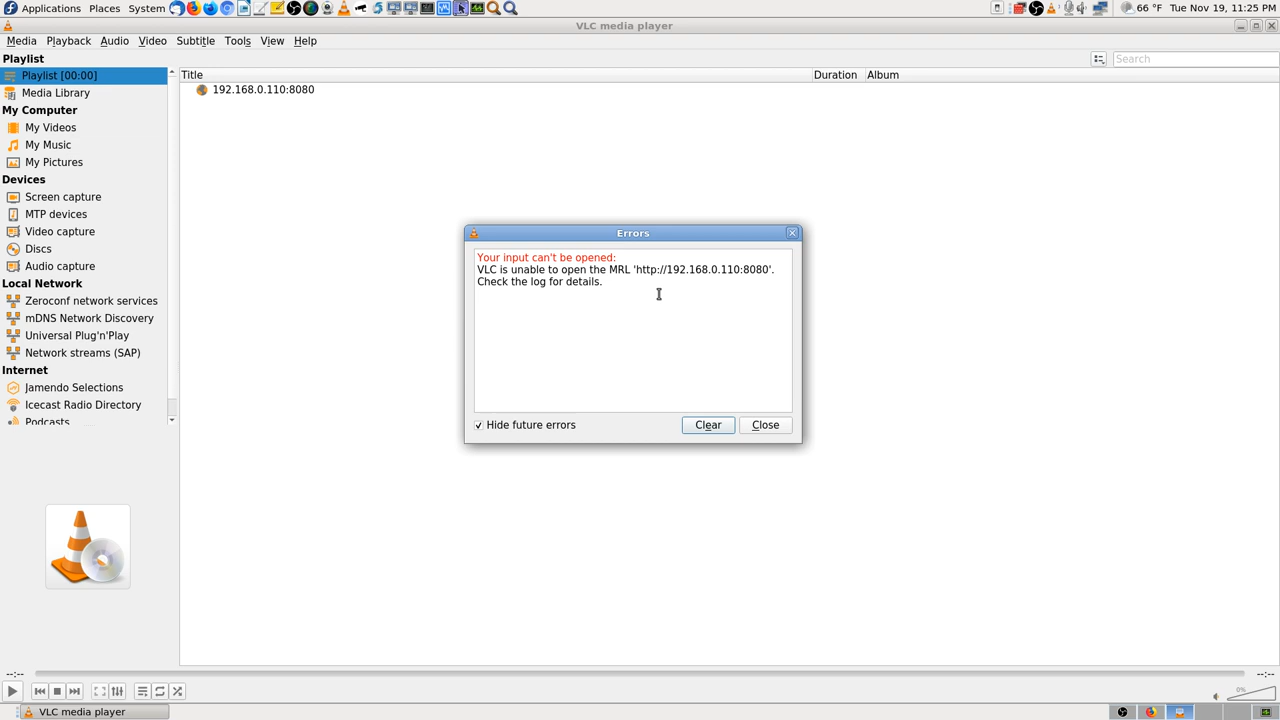 Applications Places System 66 °F Tue Nov 19, 11:25 PM
VLC media player
Media Playback Audio Video Subtitle Tools View Help
Playlist
Search
Playlist [00:00]
Title Duration Album
Media Library
192.168.0.110:8080
My Computer
My Videos
My Music
My Pictures
Devices
Screen capture
MTP devices
Video capture
Discs
Audio capture
Local Network
Zeroconf network services
mDNS Network Discovery
Universal Plug'n'Play
Network streams (SAP)
Internet
Jamendo Selections
Icecast Radio Directory
Podcasts
Errors
Your input can't be opened:
VLC is unable to open the MRL 'http://192.168.0.110:8080'.
Check the log for details.
Hide future errors Clear Close
--:-- --:--
0%
VLC media player